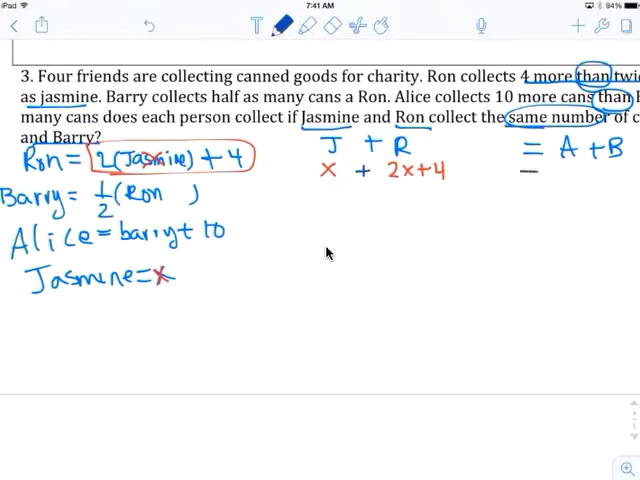 iPad
7:41 AM
94%
3. Four friends are collecting canned goods for charity. Ron collects 4 more than
as jasmine. Barry collects half as many cans a Ron. Alice collects 10 more cans than
many cans does each person collect if Jasmine and Ron collect the same number of
and Barry?
Ron = 2(Jasmine) + 4
Barry = 1/2 (Ron )
Alice = barry + 10
Jasmine = x
J + R = A + B
x + 2x+4 =